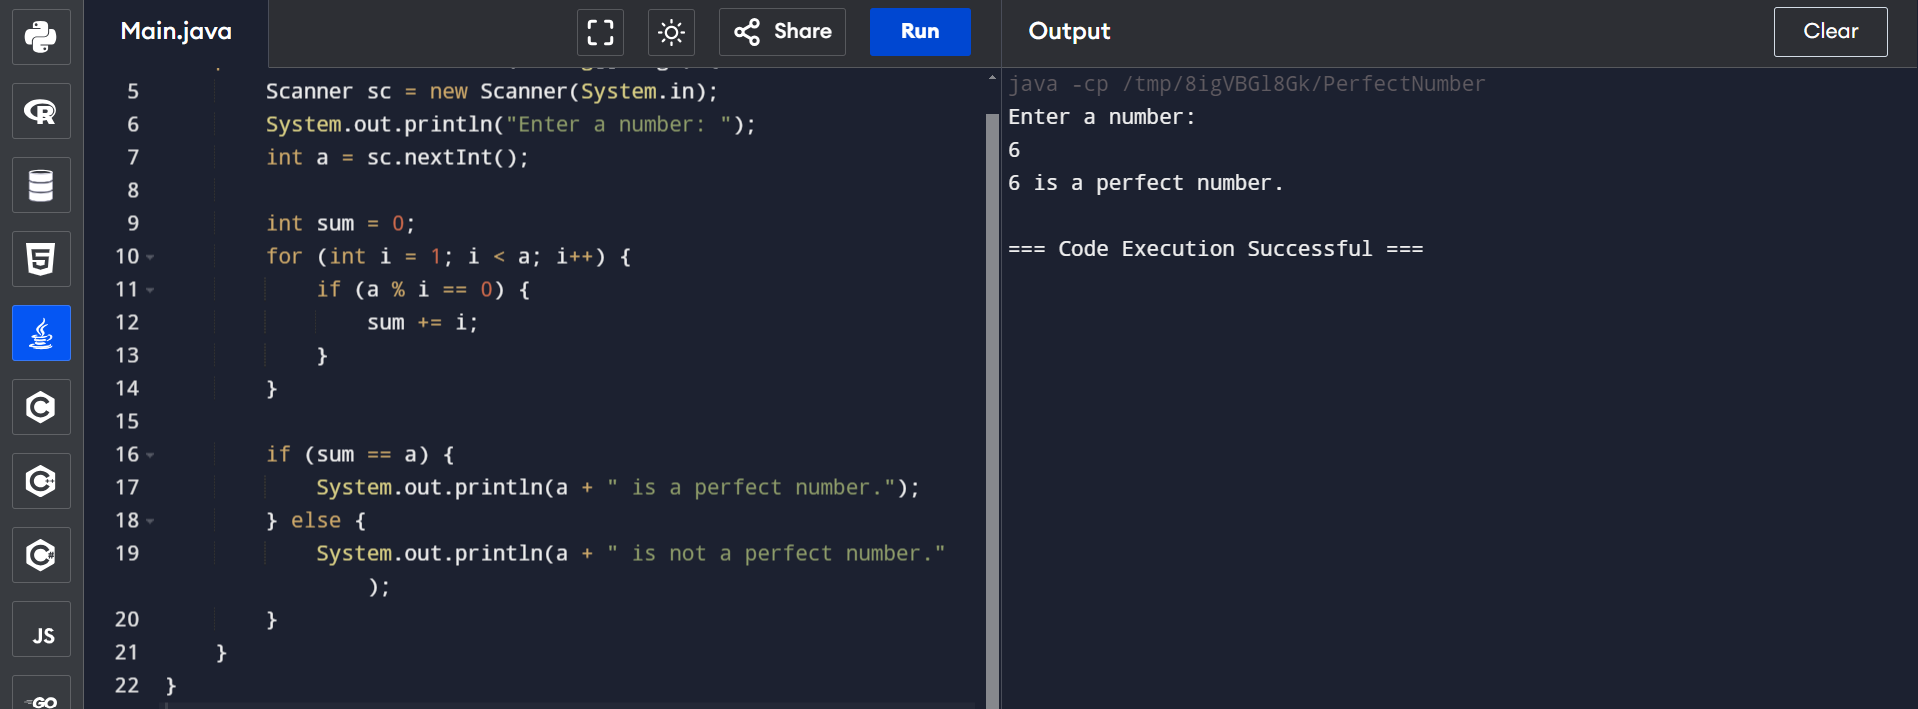 Main.java
Share
Run
Output
Clear
5 Scanner sc = new Scanner(System.in);
6 System.out.println("Enter a number: ");
7 int a = sc.nextInt();
8
9 int sum = 0;
10 for (int i = 1; i < a; i++) {
11 if (a % i == 0) {
12 sum += i;
13 }
14 }
15
16 if (sum == a) {
17 System.out.println(a + " is a perfect number.");
18 } else {
19 System.out.println(a + " is not a perfect number."
);
20 }
21 }
22 }
java -cp /tmp/8igVBGl8Gk/PerfectNumber
Enter a number:
6
6 is a perfect number.
=== Code Execution Successful ===
R
5
C
C++
C#
JS
GO